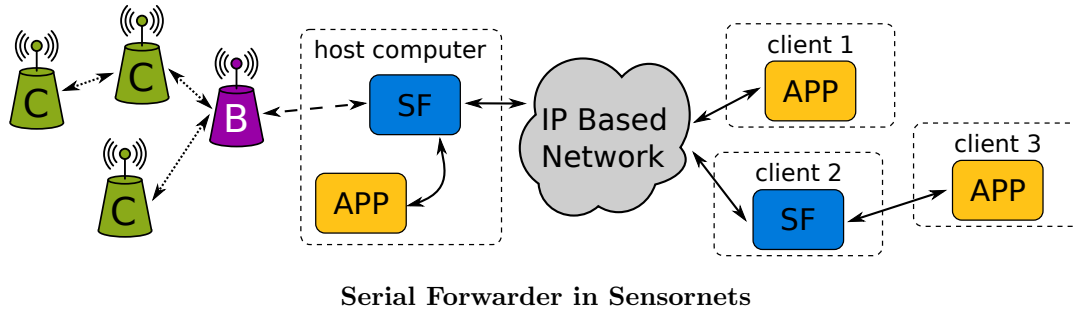 C
C
C
B
host computer
SF
APP
IP Based
Network
client 1
APP
client 2
SF
client 3
APP
Serial Forwarder in Sensornets